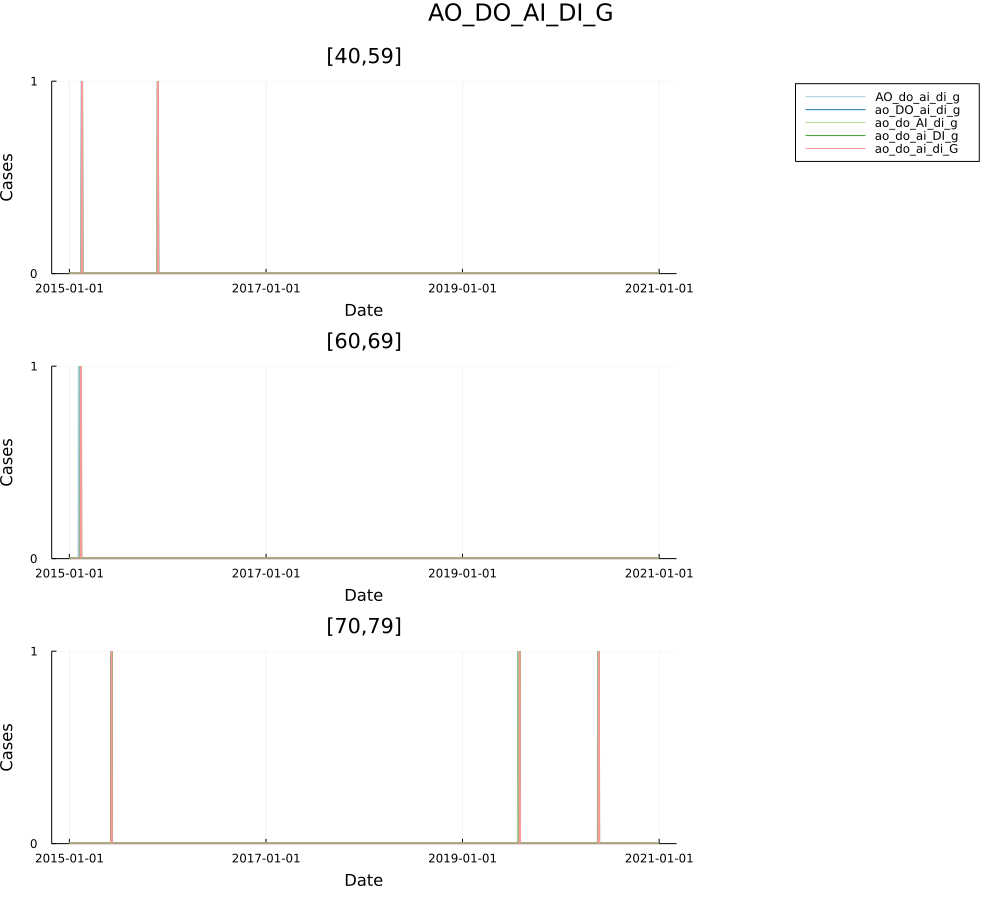 AO_DO_AI_DI_G
[40,59]
1
Cases
0
2015-01-01 2017-01-01 2019-01-01 2021-01-01
Date
AO_do_ai_di_g
ao_DO_ai_di_g
ao_do_AI_di_g
ao_do_ai_DI_g
ao_do_ai_di_G
[60,69]
1
Cases
0
2015-01-01 2017-01-01 2019-01-01 2021-01-01
Date
[70,79]
1
Cases
0
2015-01-01 2017-01-01 2019-01-01 2021-01-01
Date